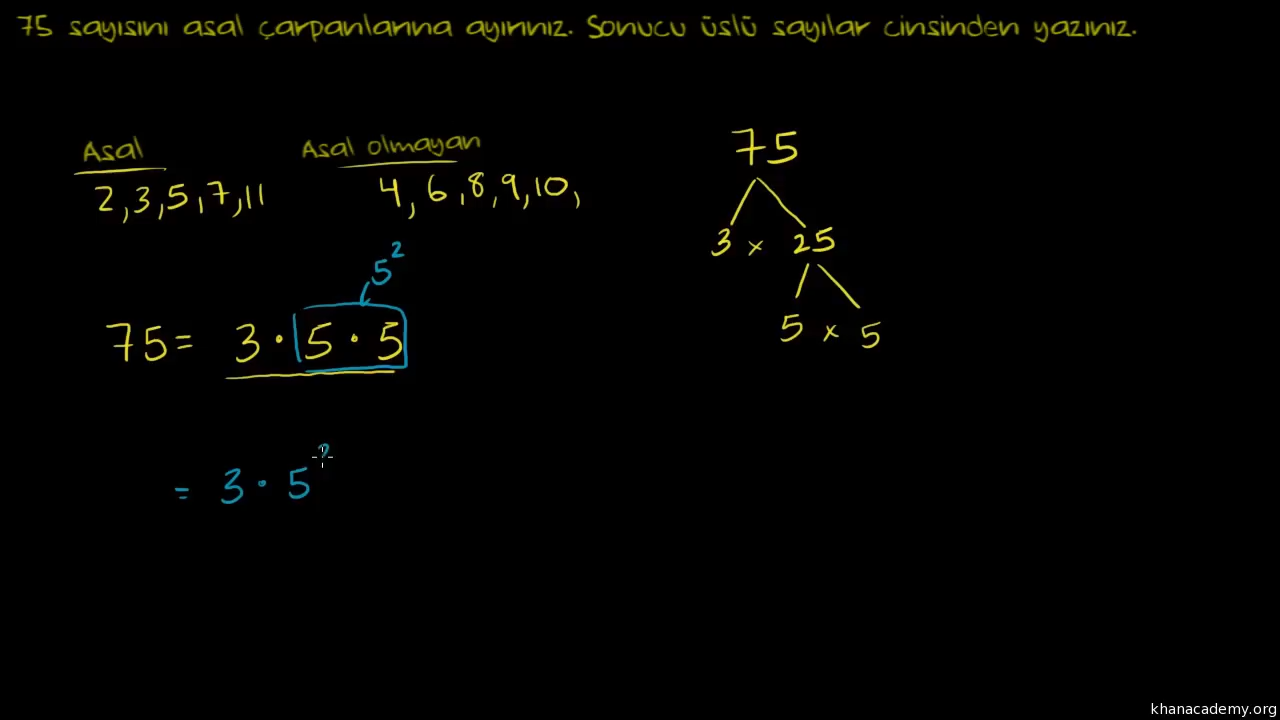 75 sayısını asal çarpanlarına ayırınız. Sonucu üslü sayılar cinsinden yazınız.
Asal
Asal olmayan
2,3,5,7,11
4,6,8,9,10,
75
3 × 25
5 × 5
5²
75 = 3 · 5 · 5
= 3 · 5²
khanacademy.org